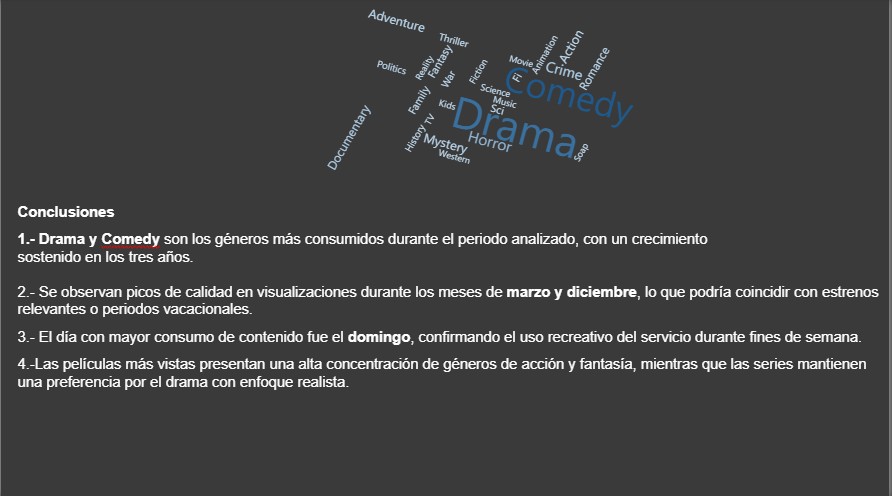 Adventure
Thriller
Politics
Reality
Fantasy
War
Fiction
Movie
Animation
Action
Crime
Romance
Fi
Comedy
Science
Music
Sci
Kids
Family
Drama
TV
History
Mystery
Western
Horror
Soap
Documentary
Conclusiones
1.- Drama y Comedy son los géneros más consumidos durante el periodo analizado, con un crecimiento
sostenido en los tres años.
2.- Se observan picos de calidad en visualizaciones durante los meses de marzo y diciembre, lo que podría coincidir con estrenos
relevantes o periodos vacacionales.
3.- El día con mayor consumo de contenido fue el domingo, confirmando el uso recreativo del servicio durante fines de semana.
4.-Las películas más vistas presentan una alta concentración de géneros de acción y fantasía, mientras que las series mantienen
una preferencia por el drama con enfoque realista.